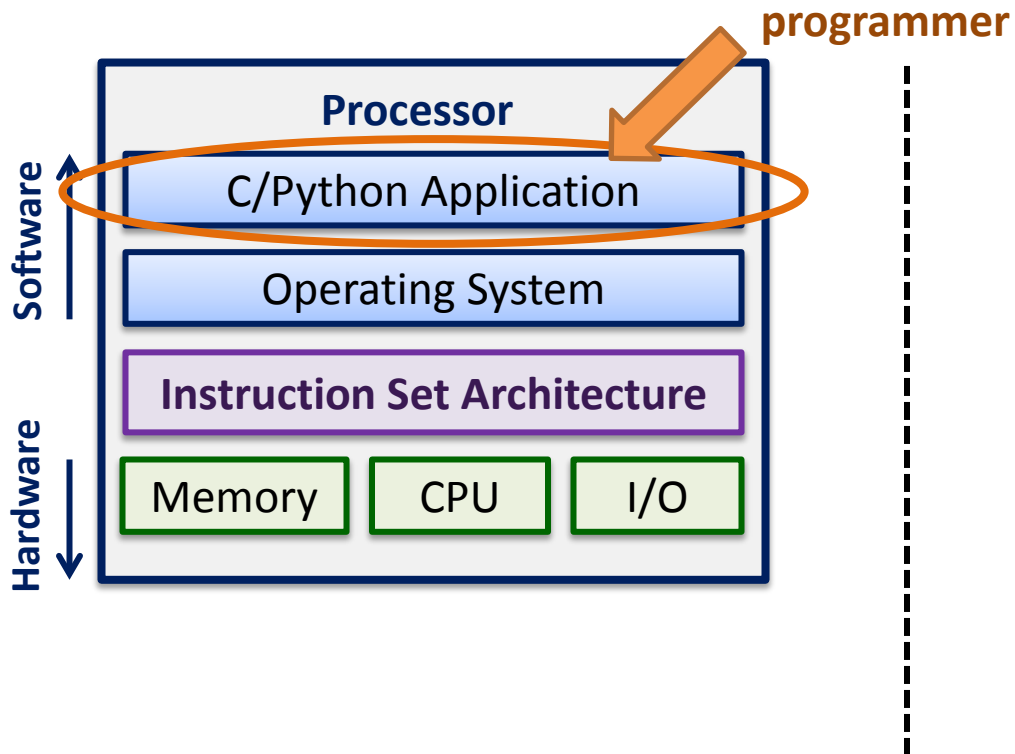 programmer
Processor
Software
C/Python Application
Operating System
Instruction Set Architecture
Hardware
Memory
CPU
I/O